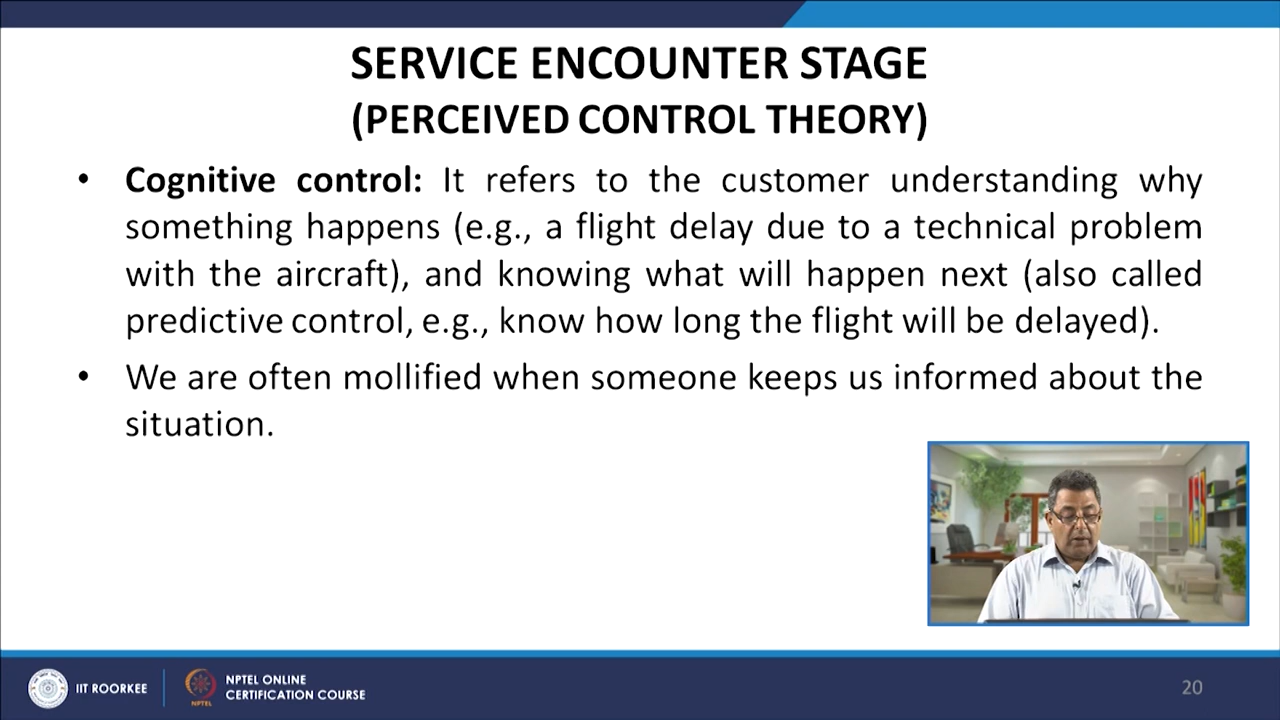 SERVICE ENCOUNTER STAGE
(PERCEIVED CONTROL THEORY)
• Cognitive control: It refers to the customer understanding why
something happens (e.g., a flight delay due to a technical problem
with the aircraft), and knowing what will happen next (also called
predictive control, e.g., know how long the flight will be delayed).
• We are often mollified when someone keeps us informed about the
situation.
IIT ROORKEE
NPTEL
NPTEL ONLINE
CERTIFICATION COURSE
20